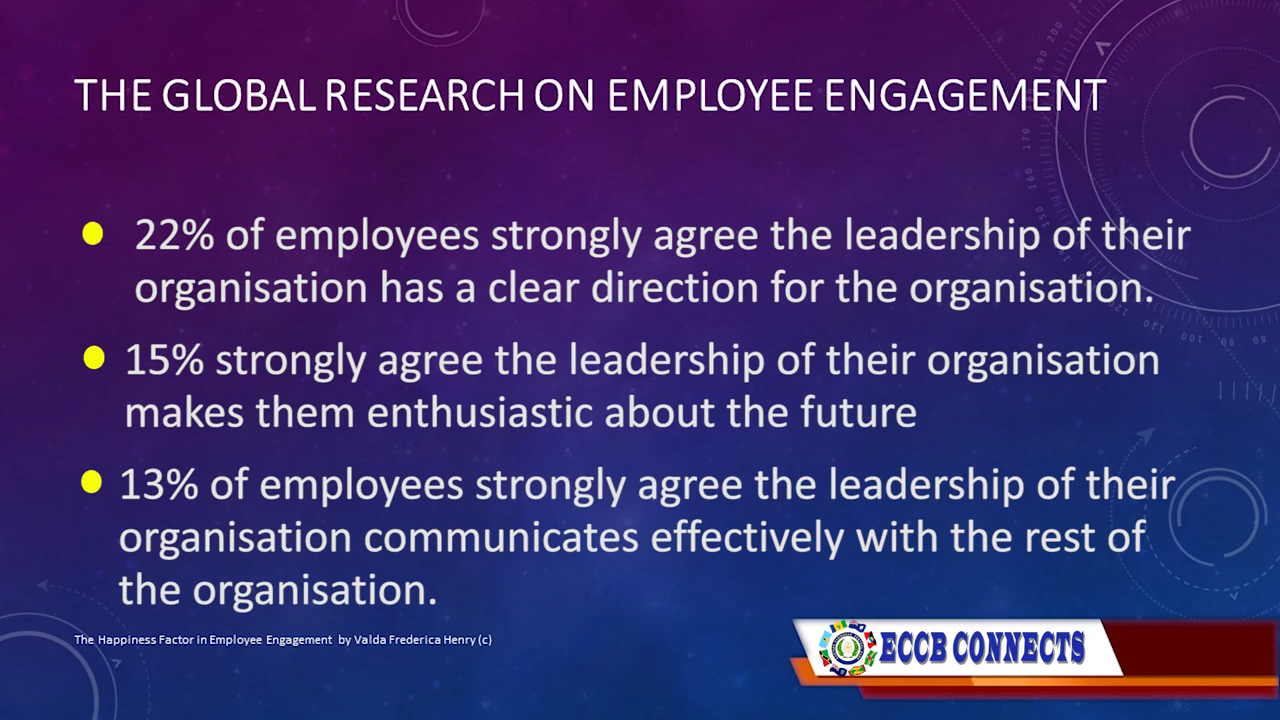 THE GLOBAL RESEARCH ON EMPLOYEE ENGAGEMENT
22% of employees strongly agree the leadership of their
organisation has a clear direction for the organisation.
15% strongly agree the leadership of their organisation
makes them enthusiastic about the future
13% of employees strongly agree the leadership of their
organisation communicates effectively with the rest of
the organisation.
The Happiness Factor in Employee Engagement by Valda Frederica Henry (c)
ECCB CONNECTS